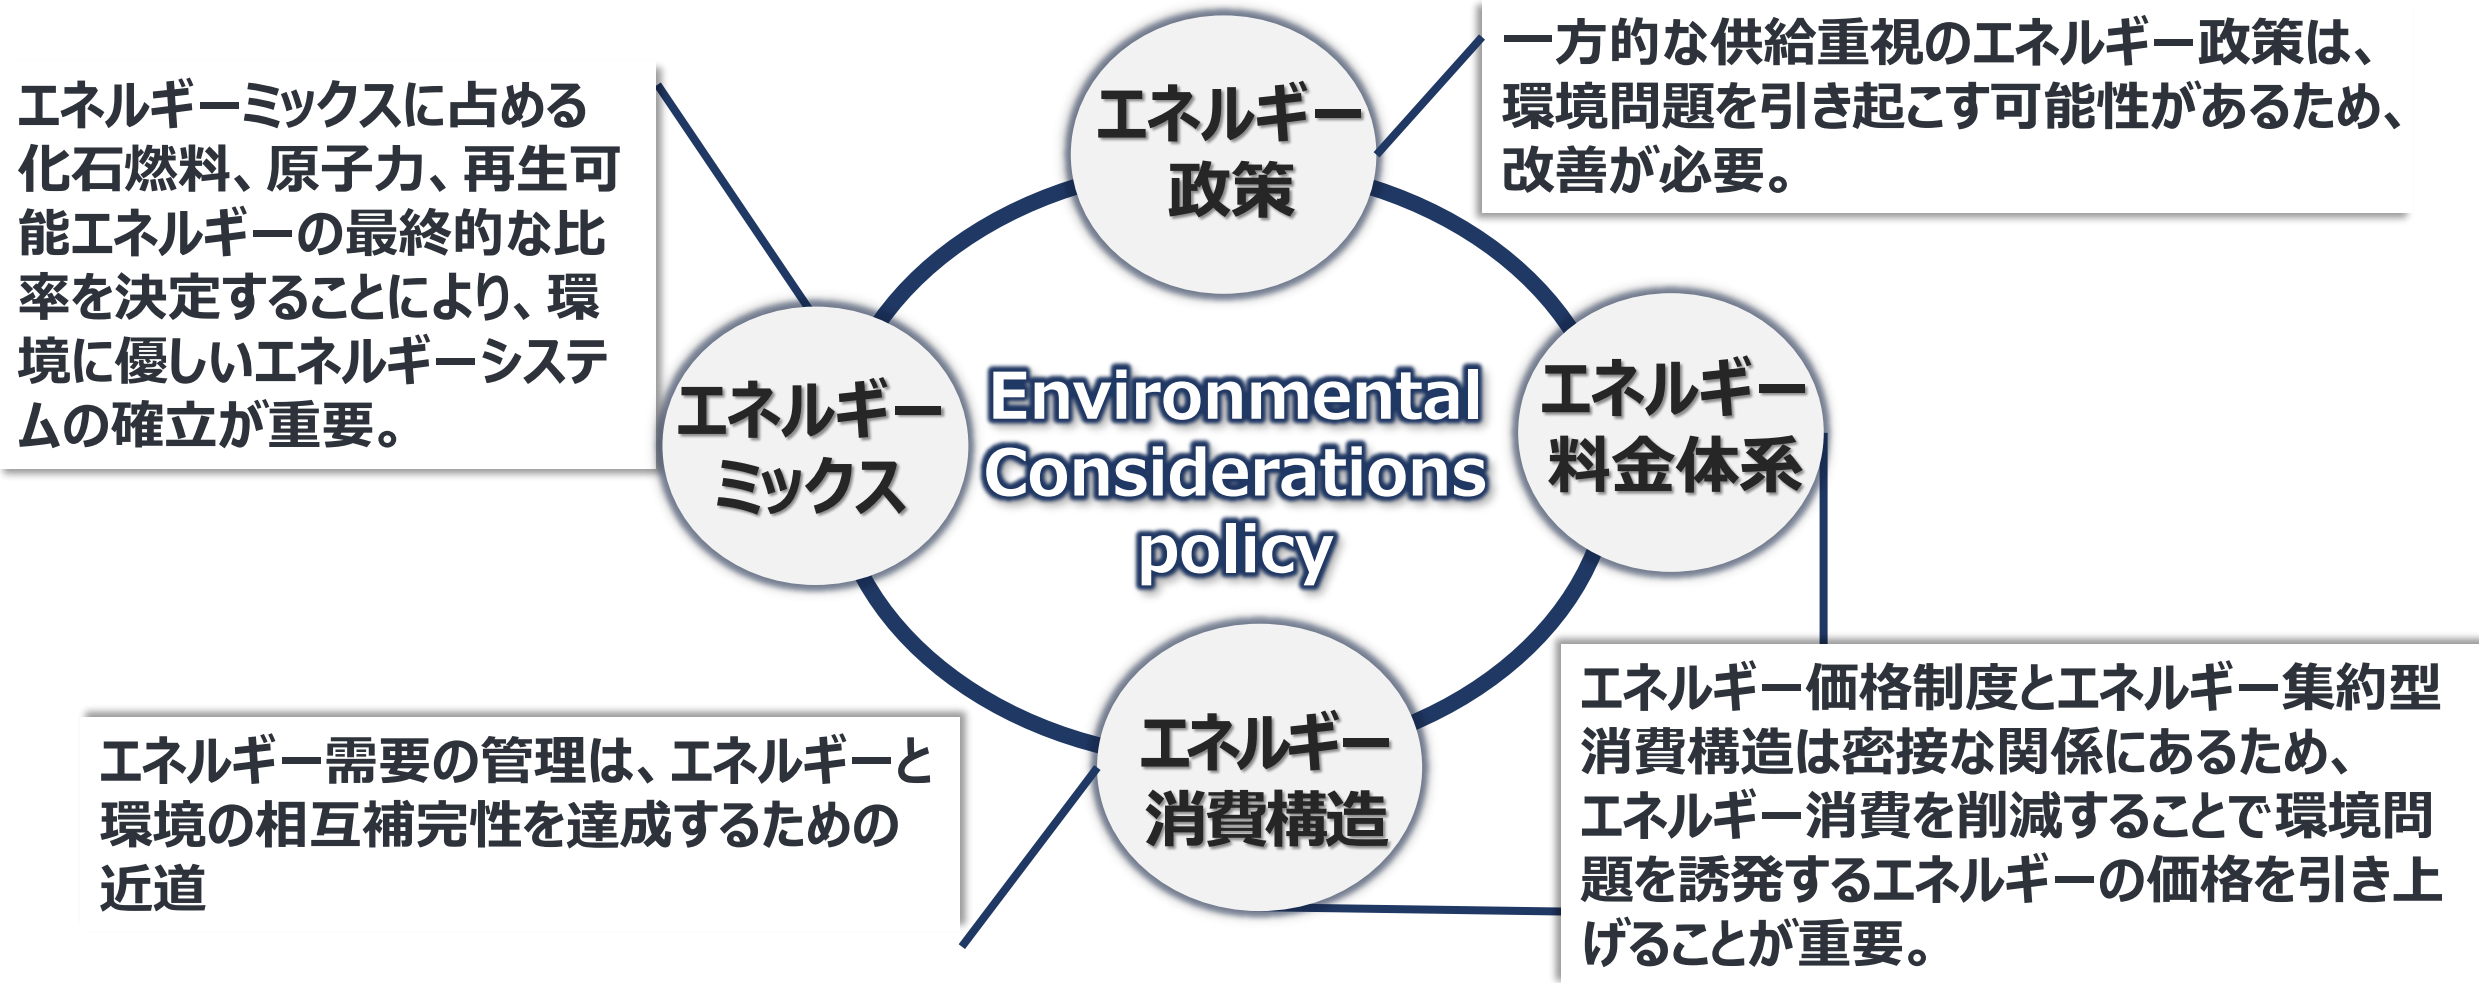 一方的な供給重視のエネルギー政策は、
環境問題を引き起こす可能性があるため、
改善が必要。
エネルギー
政策
エネルギーミックスに占める
化石燃料、原子力、再生可
能エネルギーの最終的な比
率を決定することにより、環
境に優しいエネルギーシステ
ムの確立が重要。
エネルギー
ミックス
Environmental
Considerations
policy
エネルギー
料金体系
エネルギー
消費構造
エネルギー需要の管理は、エネルギーと
環境の相互補完性を達成するための
近道
エネルギー価格制度とエネルギー集約型
消費構造は密接な関係にあるため、
エネルギー消費を削減することで環境問
題を誘発するエネルギーの価格を引き上
げることが重要。